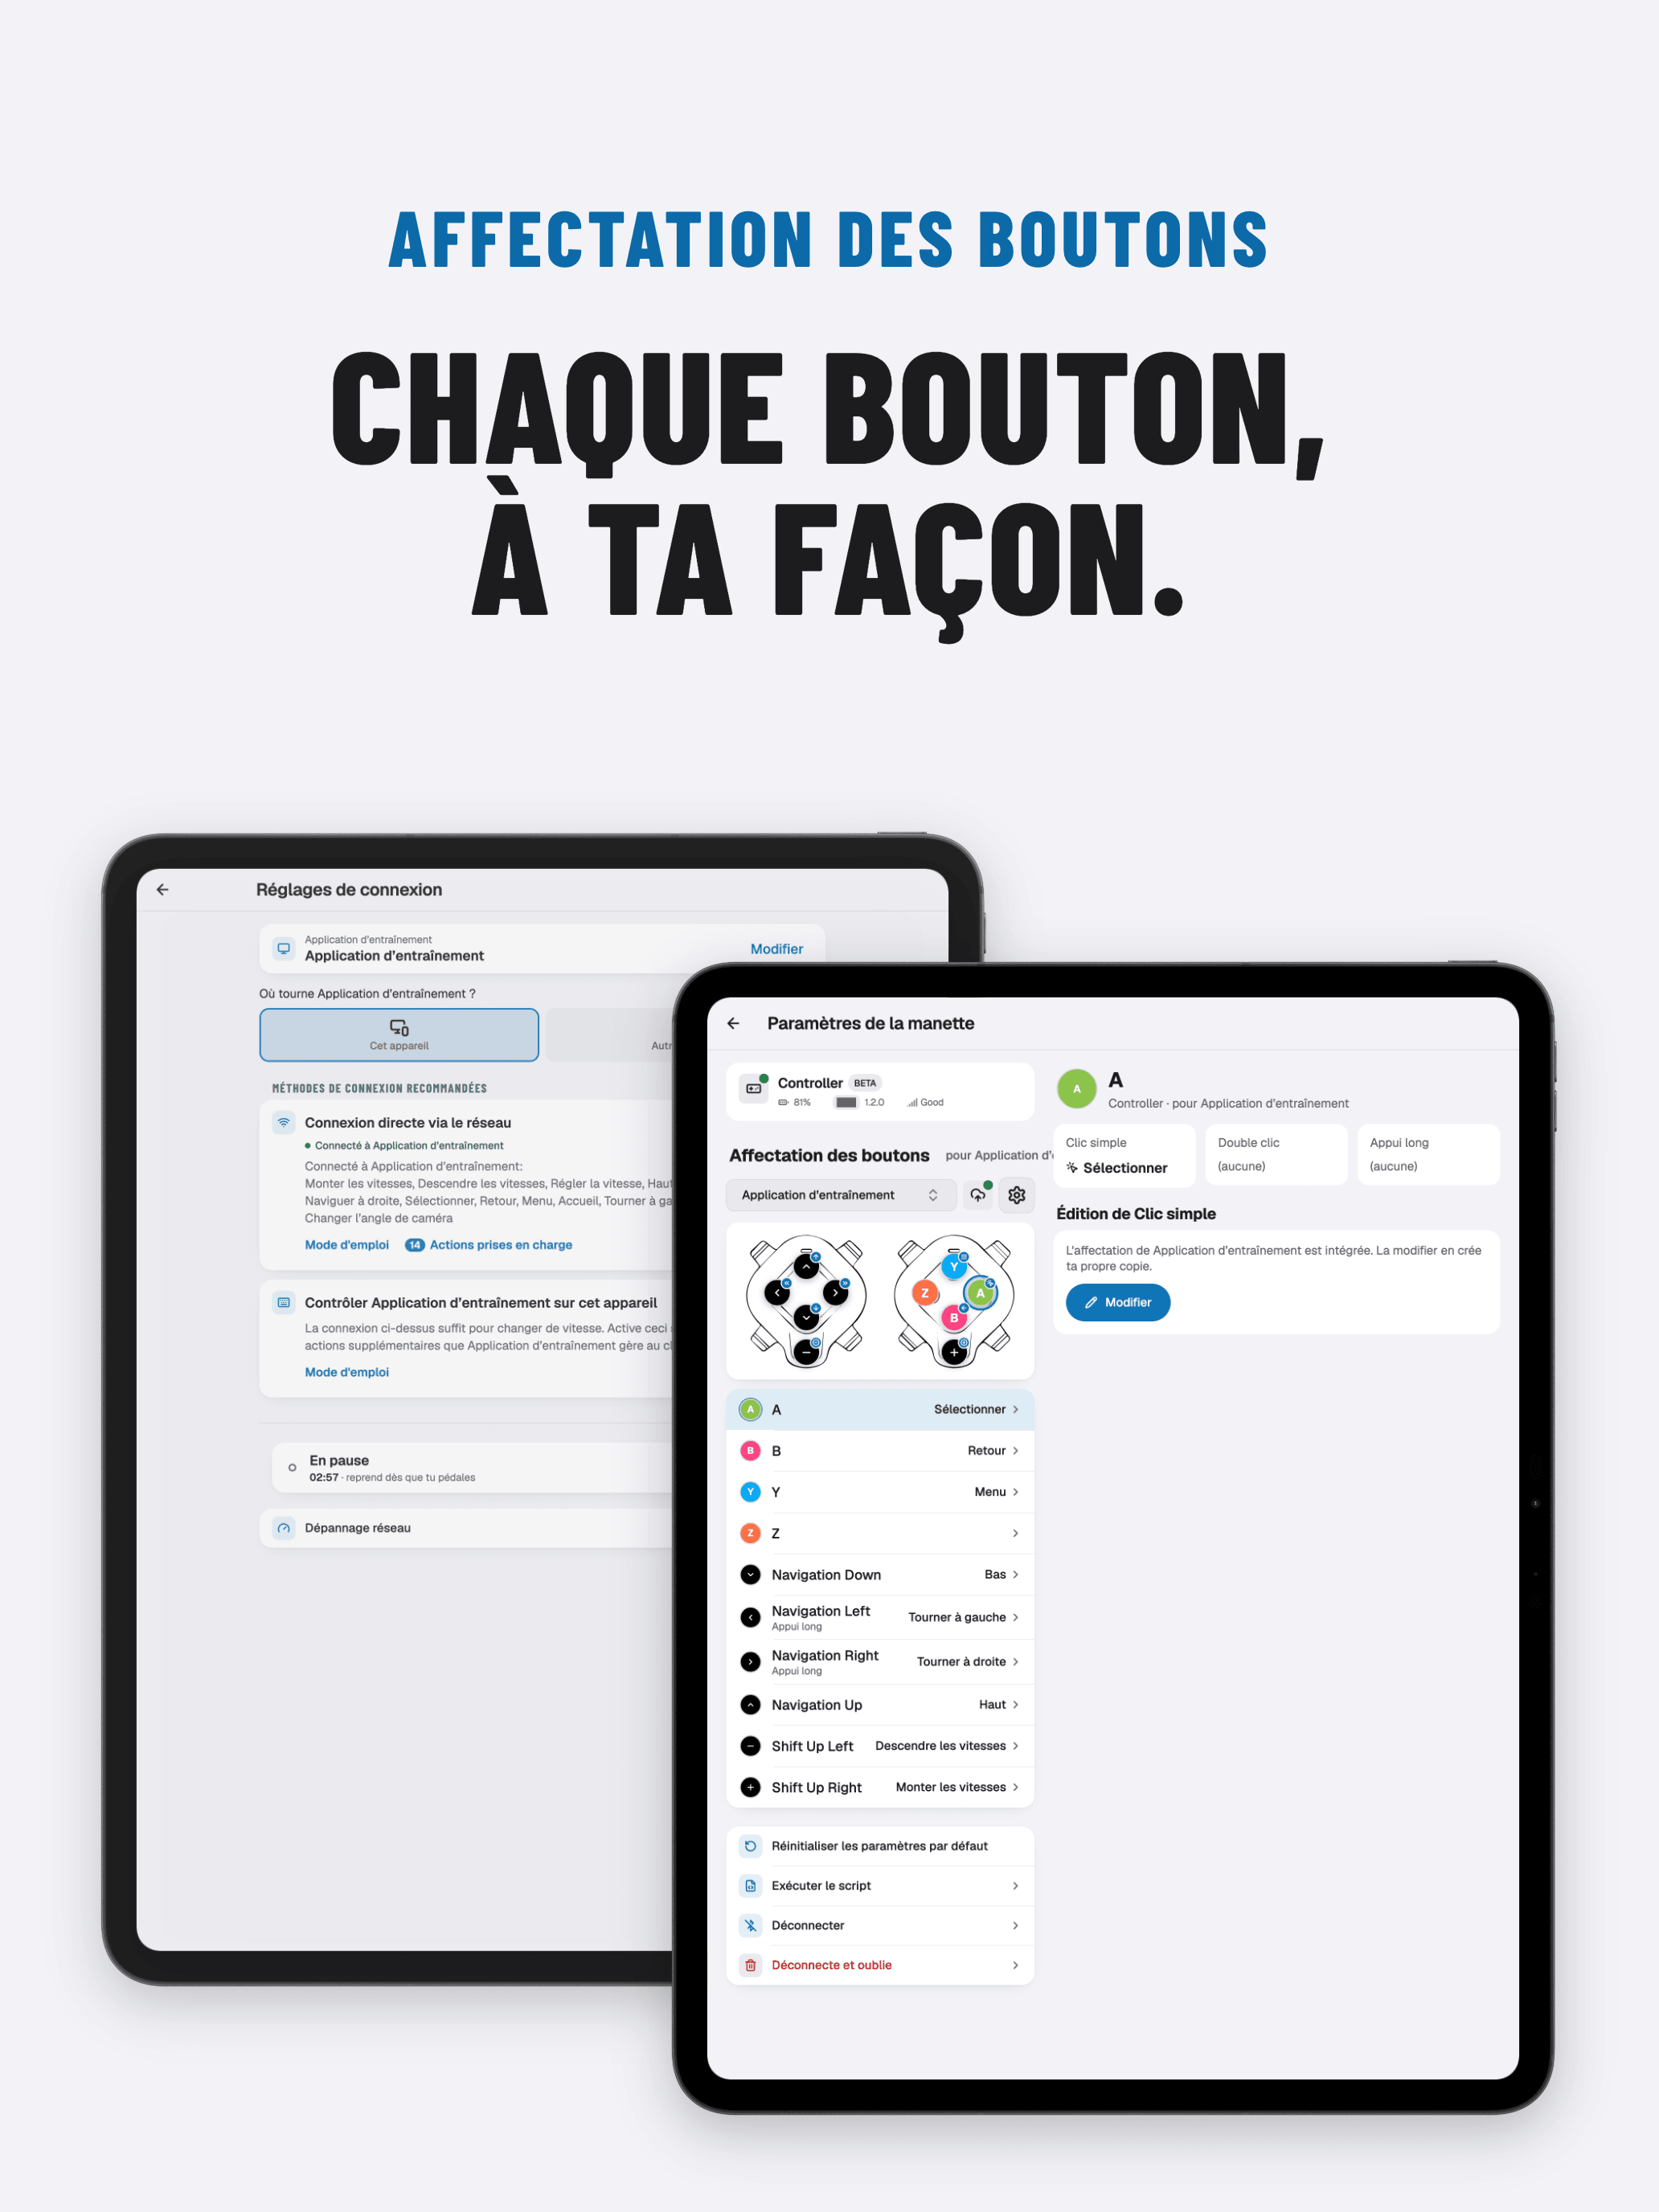 AFFECTATION DES BOUTONS
CHAQUE BOUTON,
À TA FAÇON.
Réglages de connexion
Application d'entraînement
Application d'entraînement
Modifier
Où tourne Application d'entraînement ?
Cet appareil
Autr
MÉTHODES DE CONNEXION RECOMMANDÉES
Connexion directe via le réseau
Connecté à Application d'entraînement
Connecté à Application d'entraînement:
Monter les vitesses, Descendre les vitesses, Régler la vitesse, Haut
Naviguer à droite, Sélectionner, Retour, Menu, Accueil, Tourner à ga
Changer l'angle de caméra
Mode d'emploi
14 Actions prises en charge
Contrôler Application d'entraînement sur cet appareil
La connexion ci-dessus suffit pour changer de vitesse. Active ceci
actions supplémentaires que Application d'entraînement gère au cl
Mode d'emploi
En pause
02:57 · reprend dès que tu pédales
Dépannage réseau
Paramètres de la manette
Controller BETA
81% 1.2.0 Good
Affectation des boutons pour Application d'
Application d'entraînement
Y
Z
A
B
A A Sélectionner
B B Retour
Y Y Menu
Z Z
Navigation Down Bas
Navigation Left Tourner à gauche
Appui long
Navigation Right Tourner à droite
Appui long
Navigation Up Haut
Shift Up Left Descendre les vitesses
Shift Up Right Monter les vitesses
Réinitialiser les paramètres par défaut
Exécuter le script
Déconnecter
Déconnecte et oublie
A
A
Controller · pour Application d'entraînement
Clic simple
Sélectionner
Double clic
(aucune)
Appui long
(aucune)
Édition de Clic simple
L'affectation de Application d'entraînement est intégrée. La modifier en crée
ta propre copie.
Modifier